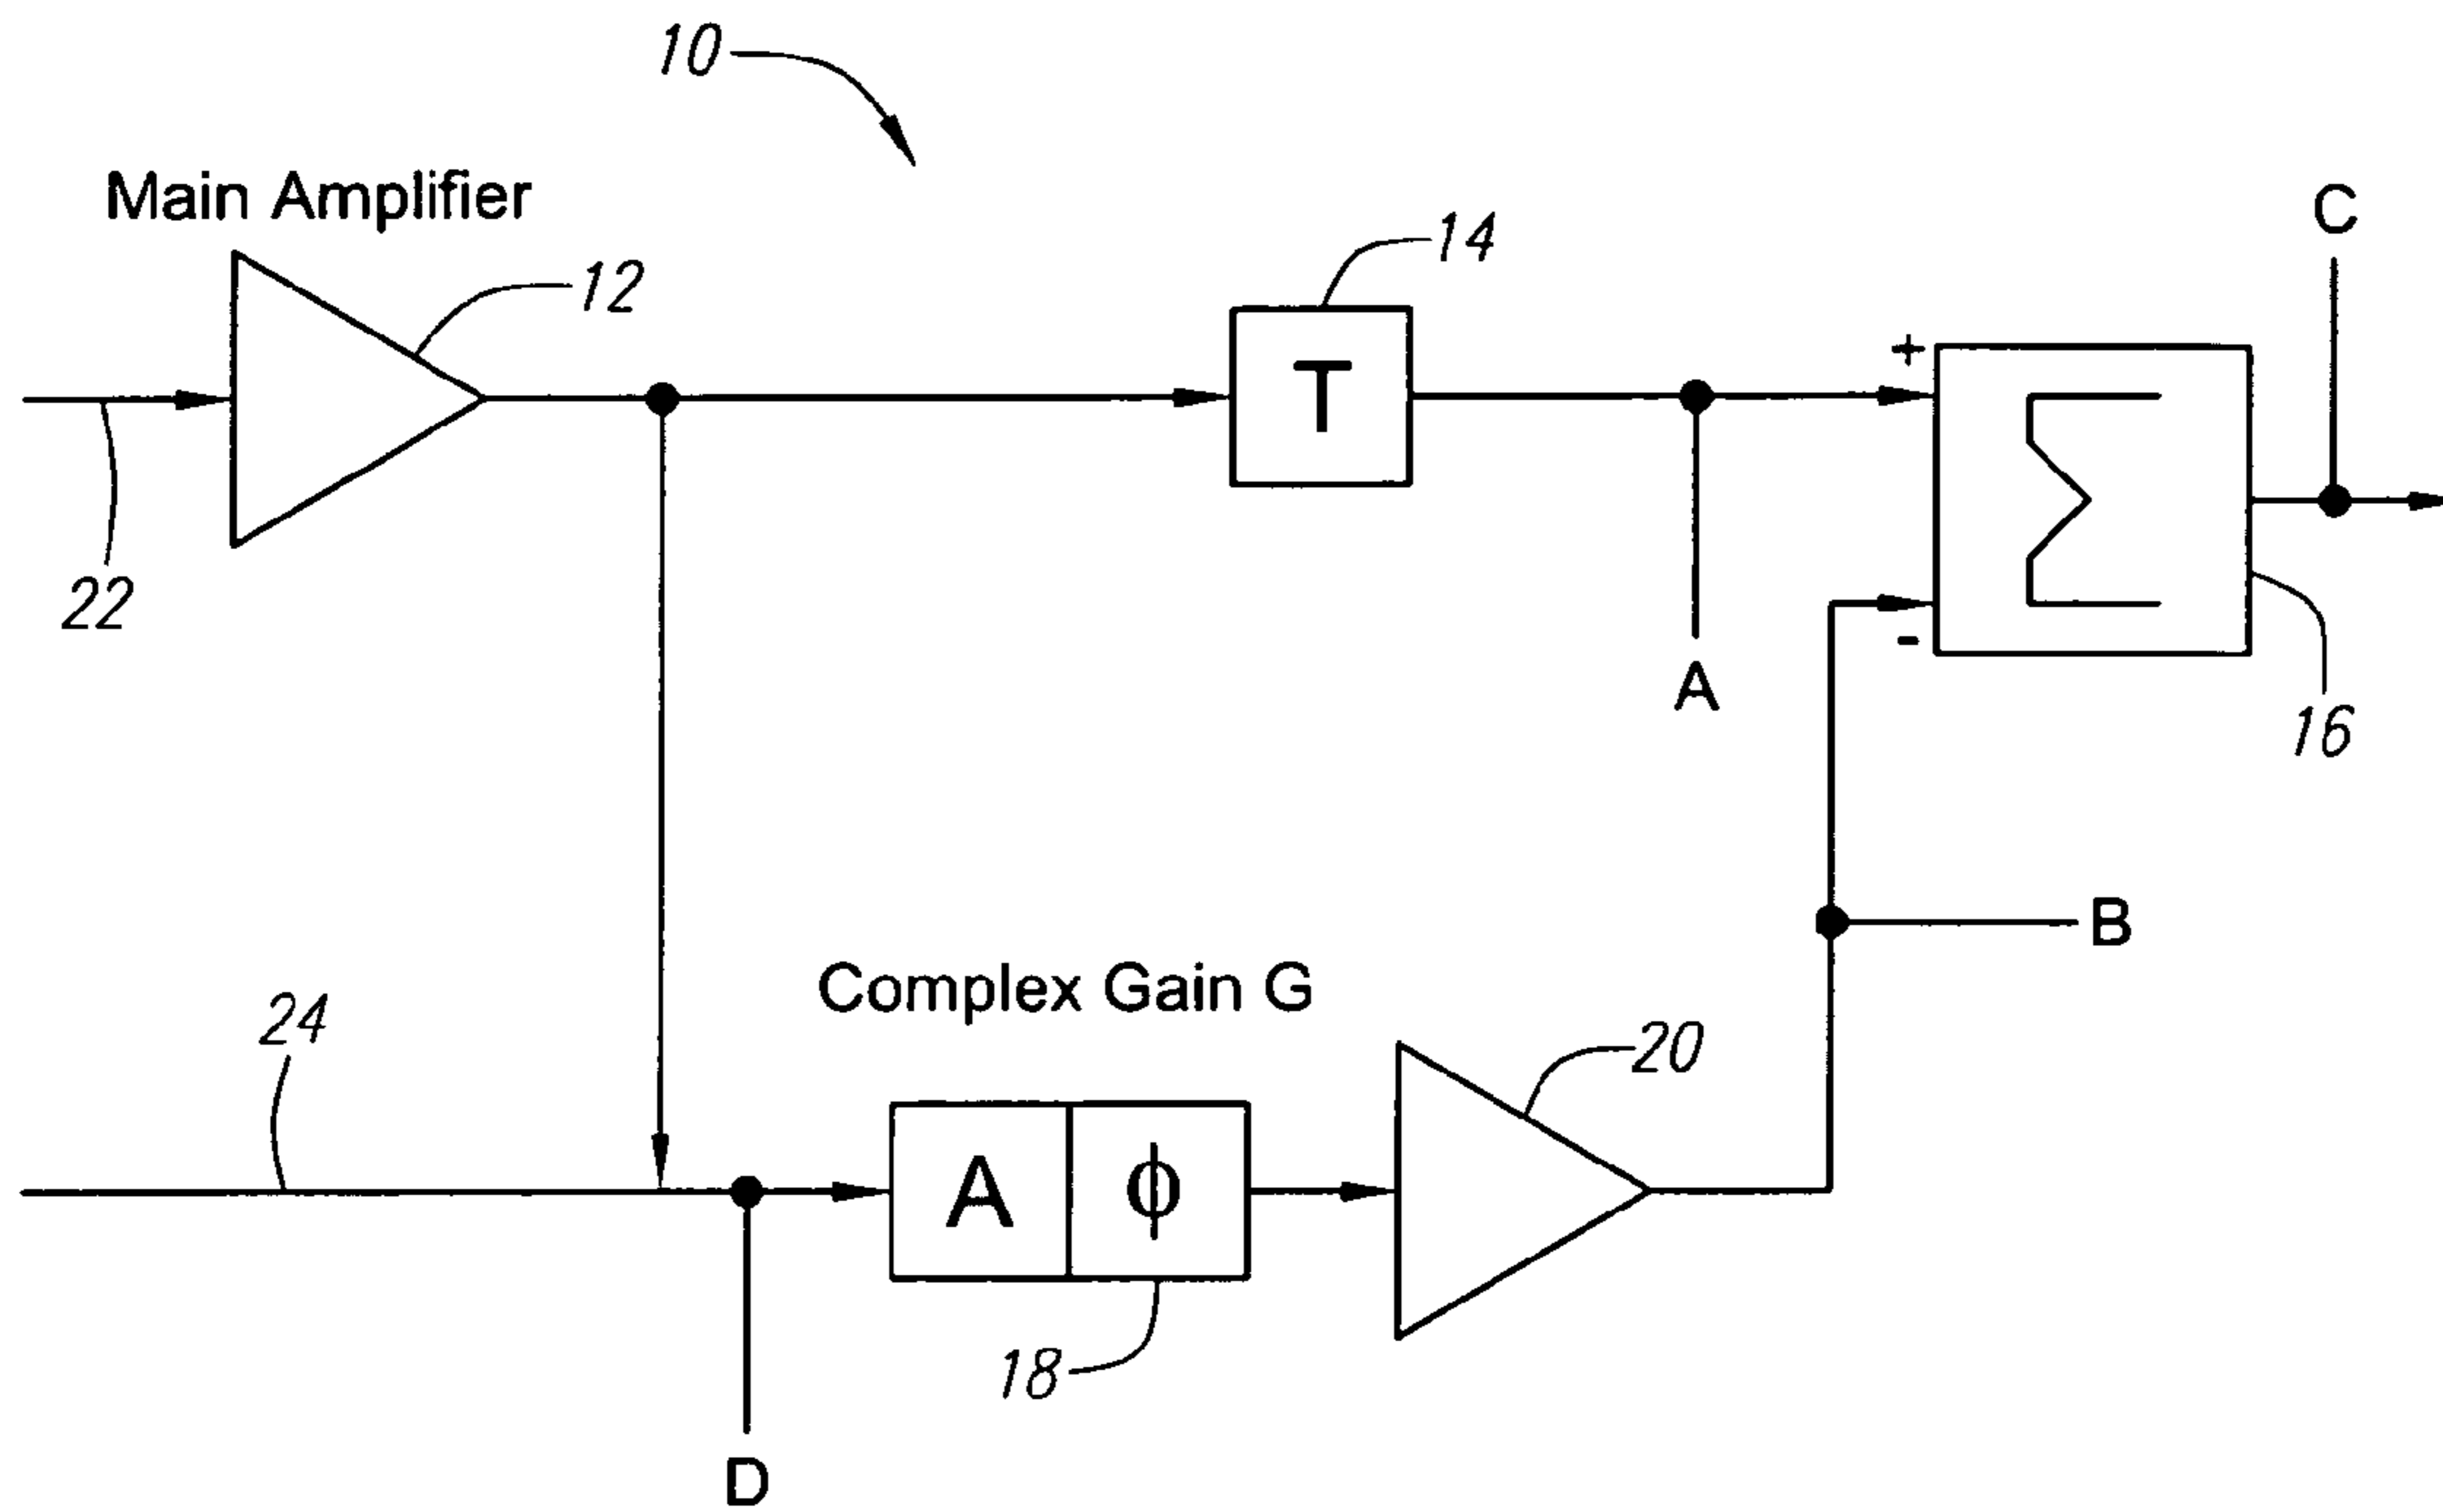 10
Main Amplifier
C
14
12
+
T
Σ
22
-
A
16
B
Complex Gain G
24
20
A
ϕ
18
D